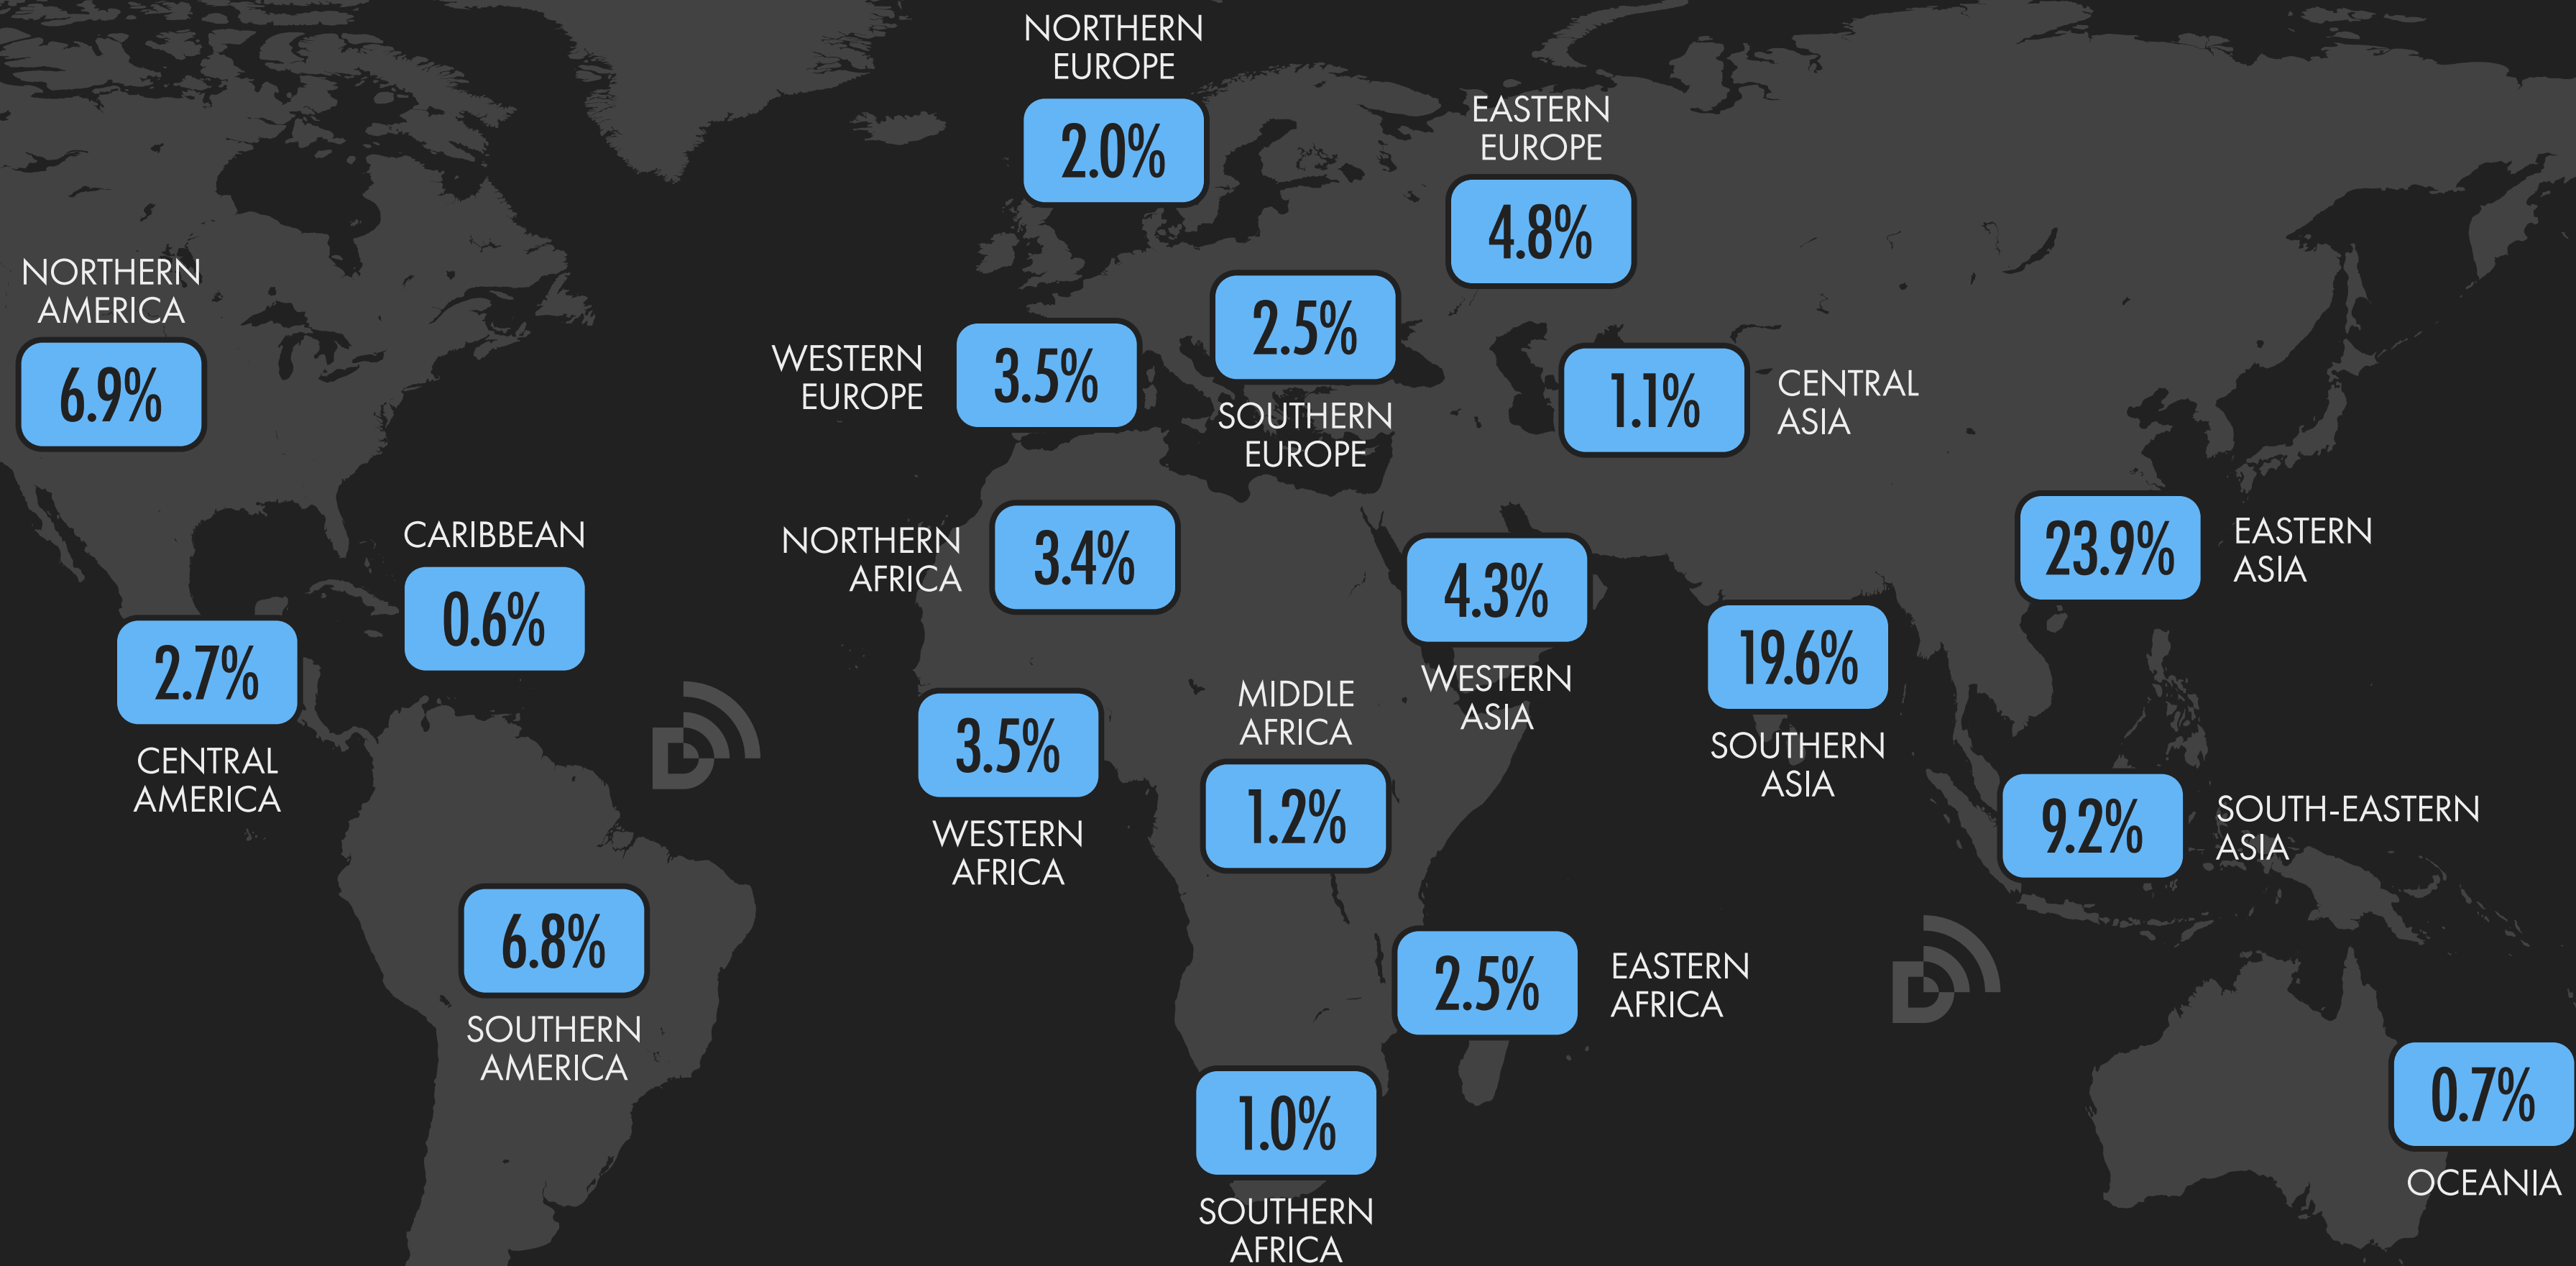 NORTHERN
EUROPE
2.0%
EASTERN
EUROPE
4.8%
NORTHERN
AMERICA
6.9%
WESTERN
EUROPE
3.5%
2.5%
SOUTHERN
EUROPE
1.1%
CENTRAL
ASIA
CARIBBEAN
0.6%
NORTHERN
AFRICA
3.4%
4.3%
WESTERN
ASIA
23.9%
EASTERN
ASIA
2.7%
CENTRAL
AMERICA
19.6%
SOUTHERN
ASIA
3.5%
WESTERN
AFRICA
MIDDLE
AFRICA
1.2%
9.2%
SOUTH-EASTERN
ASIA
6.8%
SOUTHERN
AMERICA
2.5%
EASTERN
AFRICA
1.0%
SOUTHERN
AFRICA
0.7%
OCEANIA